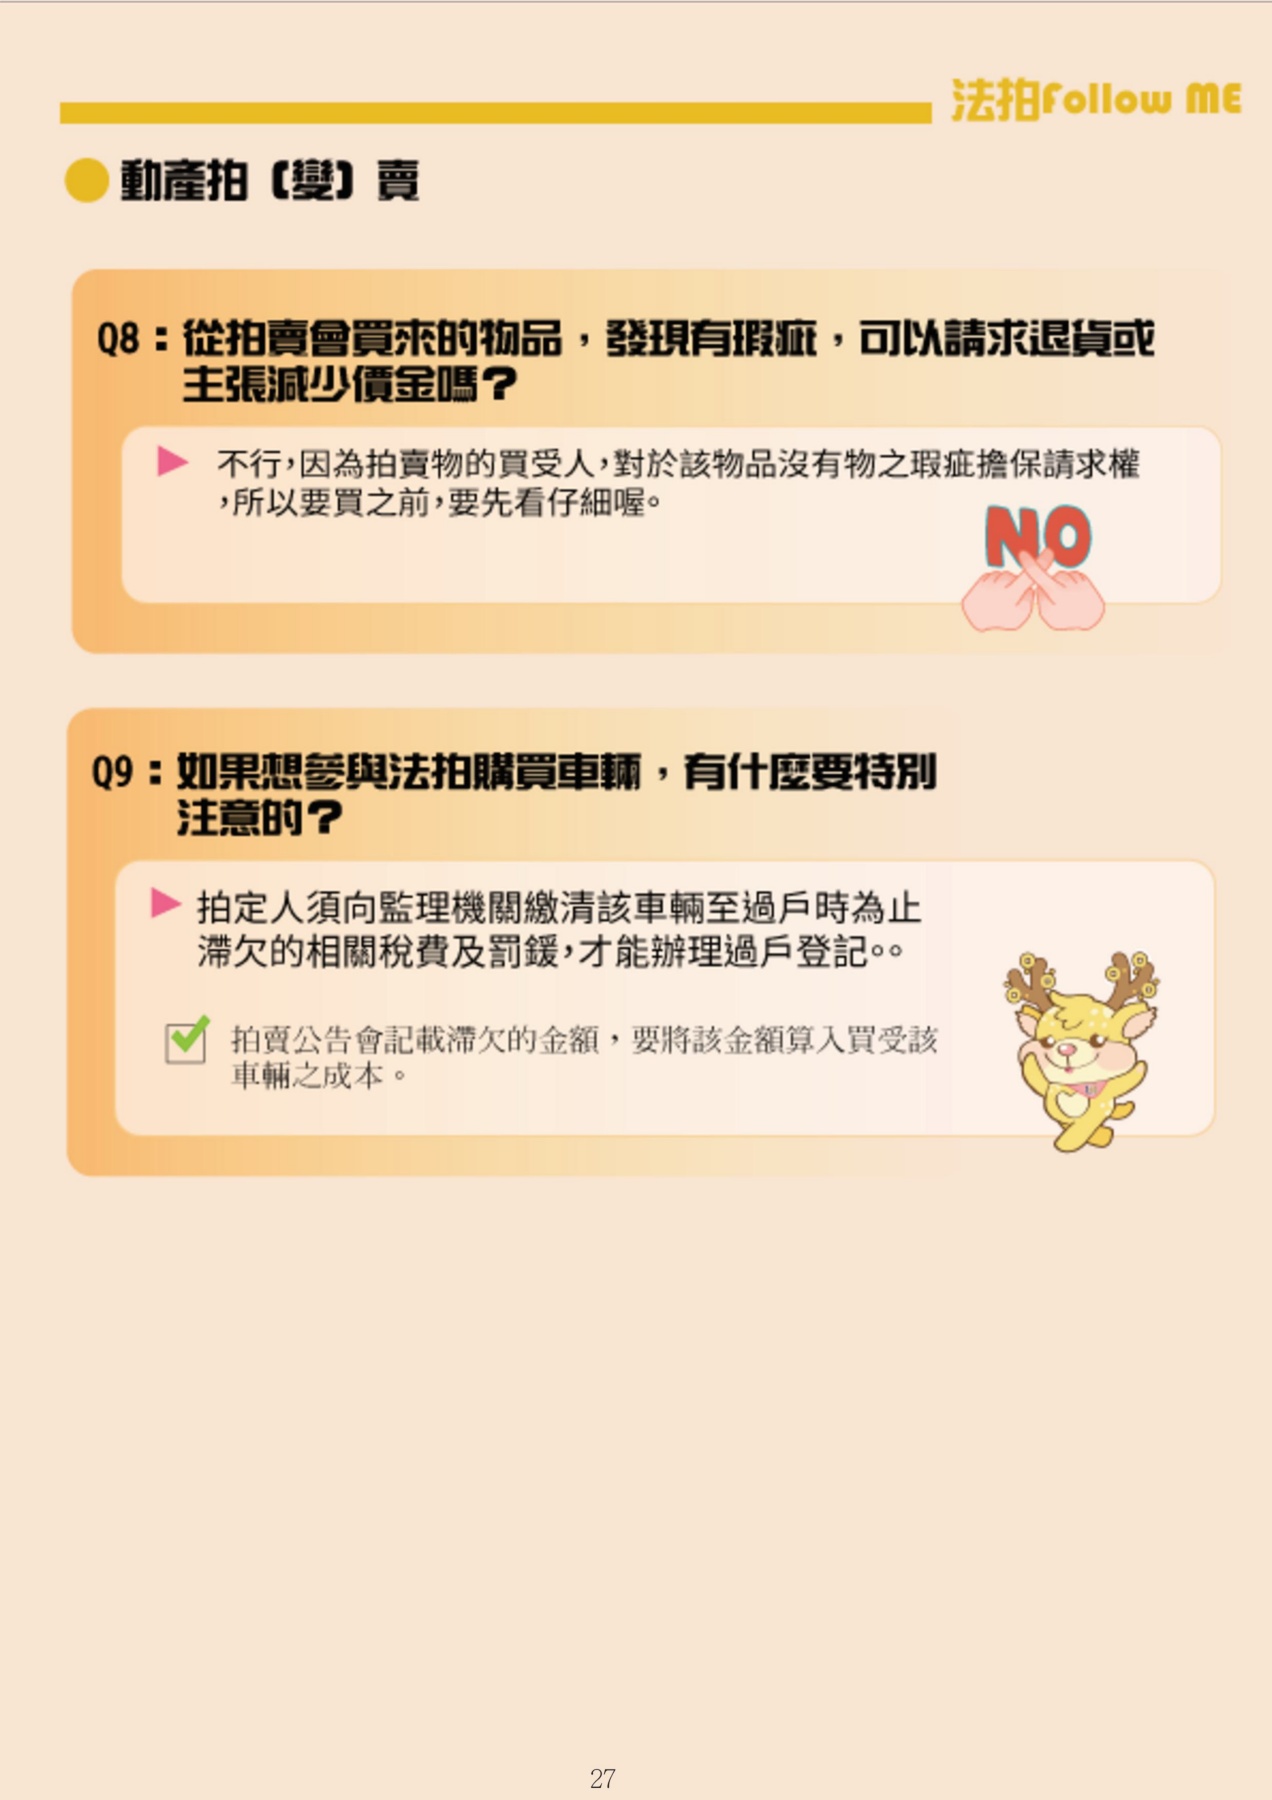 法拍Follow ME
動產拍〔變〕賣
Q8：從拍賣會買來的物品，發現有瑕疵，可以請求退貨或
主張減少價金嗎？
不行，因為拍賣物的買受人，對於該物品沒有物之瑕疵擔保請求權
，所以要買之前，要先看仔細喔。
NO
Q9：如果想參與法拍購買車輛，有什麼要特別
注意的？
拍定人須向監理機關繳清該車輛至過戶時為止
滯欠的相關稅費及罰鍰，才能辦理過戶登記。。
拍賣公告會記載滯欠的金額，要將該金額算入買受該
車輛之成本。
27